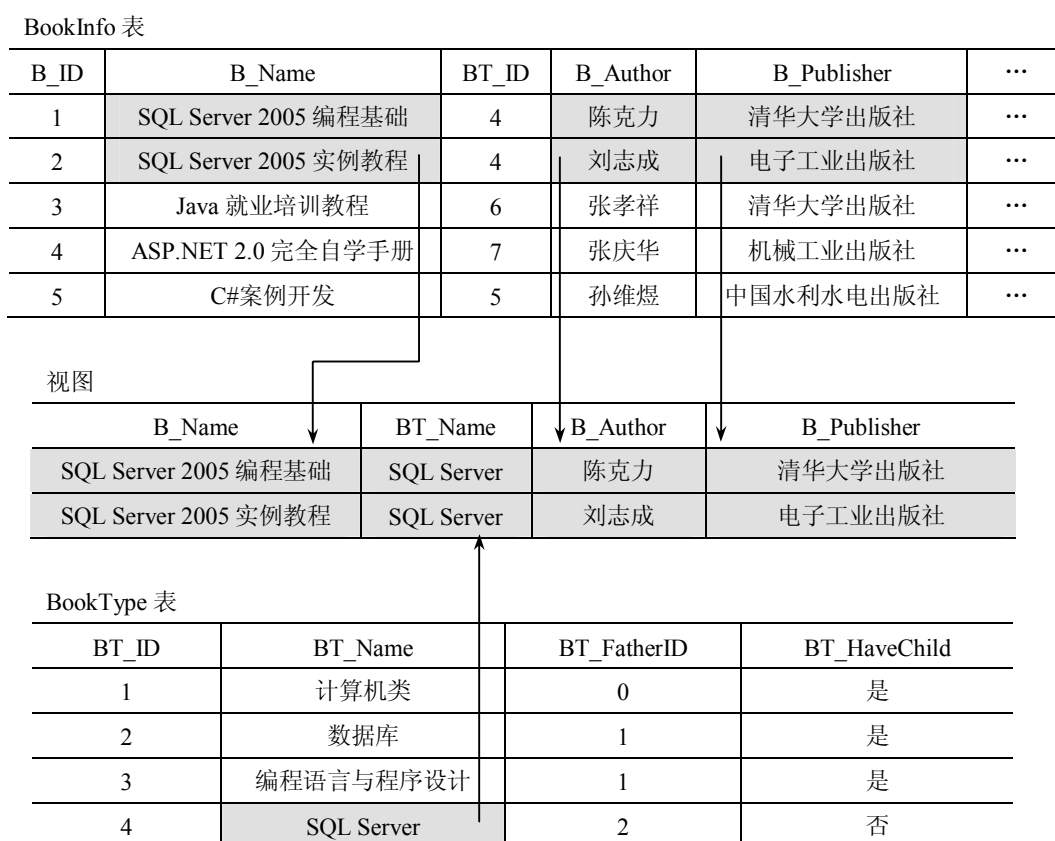 BookInfo 表
B_ID B_Name BT_ID B_Author B_Publisher …
1 SQL Server 2005 编程基础 4 陈克力 清华大学出版社 …
2 SQL Server 2005 实例教程 4 刘志成 电子工业出版社 …
3 Java 就业培训教程 6 张孝祥 清华大学出版社 …
4 ASP.NET 2.0 完全自学手册 7 张庆华 机械工业出版社 …
5 C#案例开发 5 孙维煜 中国水利水电出版社 …
视图
B_Name BT_Name B_Author B_Publisher
SQL Server 2005 编程基础 SQL Server 陈克力 清华大学出版社
SQL Server 2005 实例教程 SQL Server 刘志成 电子工业出版社
BookType 表
BT_ID BT_Name BT_FatherID BT_HaveChild
1 计算机类 0 是
2 数据库 1 是
3 编程语言与程序设计 1 是
4 SQL Server 2 否